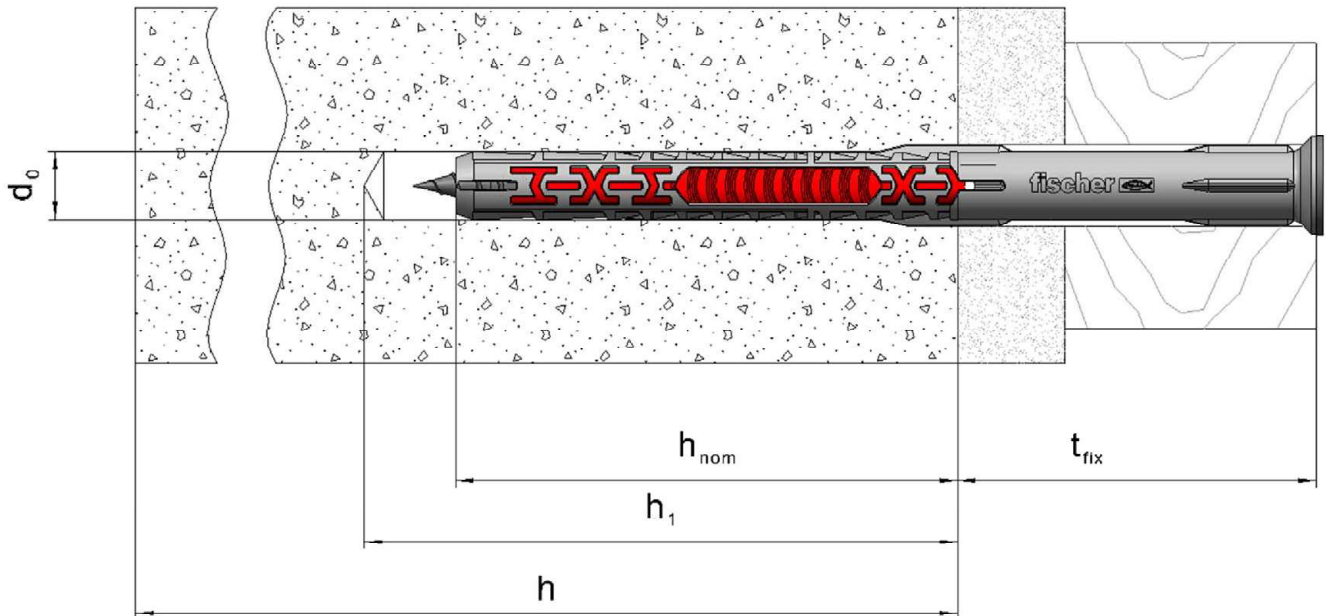 d₀
fischer
hnom
tfix
h₁
h